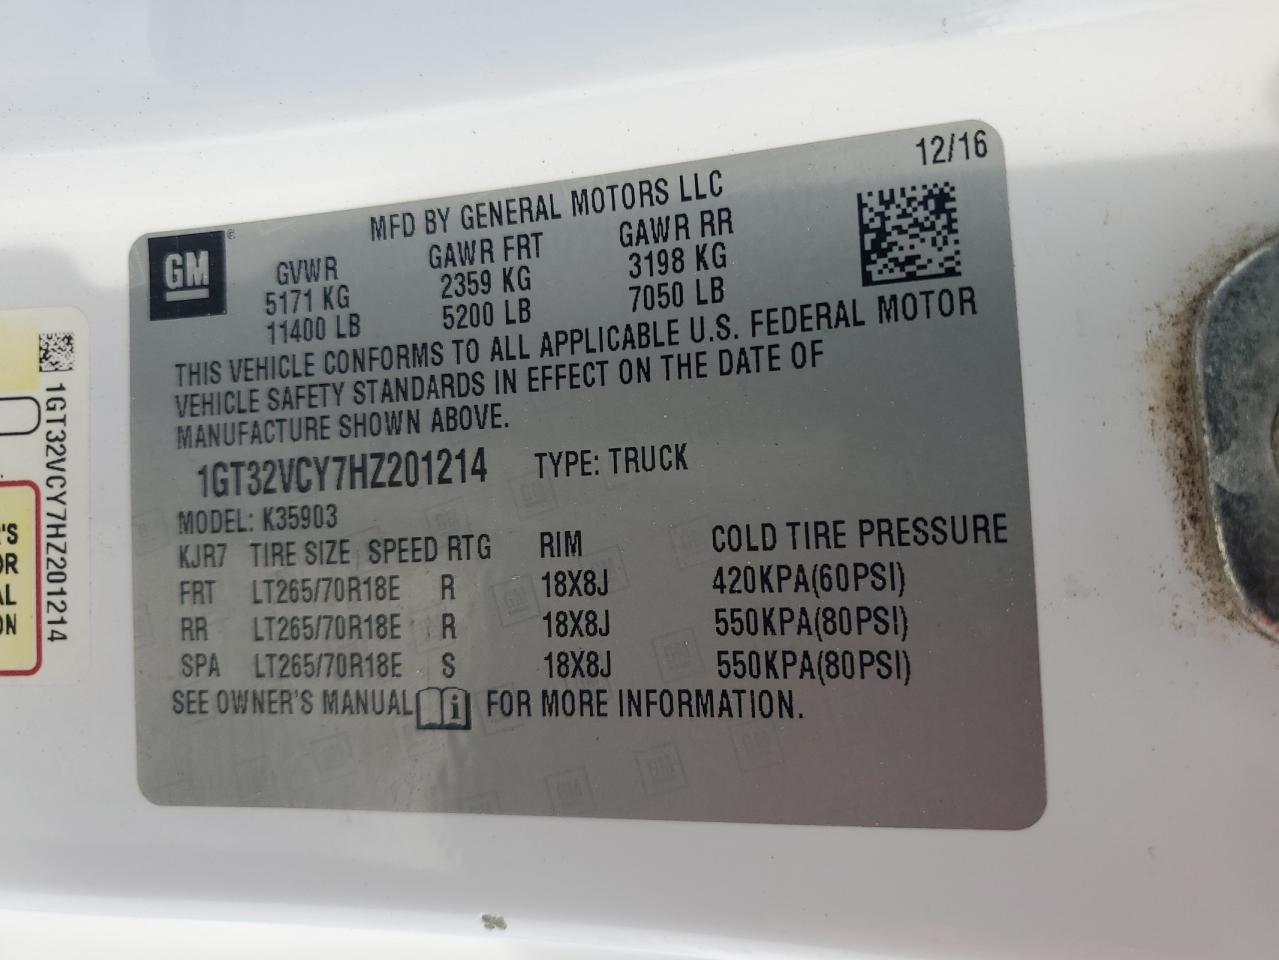 12/16
MFD BY GENERAL MOTORS LLC
GM
GVWR GAWR FRT GAWR RR
5171 KG 2359 KG 3198 KG
11400 LB 5200 LB 7050 LB
THIS VEHICLE CONFORMS TO ALL APPLICABLE U.S. FEDERAL MOTOR
VEHICLE SAFETY STANDARDS IN EFFECT ON THE DATE OF
MANUFACTURE SHOWN ABOVE.
1GT32VCY7HZ201214 TYPE: TRUCK
MODEL: K35903
KJR7 TIRE SIZE SPEED RTG RIM COLD TIRE PRESSURE
FRT LT265/70R18E R 18X8J 420KPA(60PSI)
RR LT265/70R18E R 18X8J 550KPA(80PSI)
SPA LT265/70R18E S 18X8J 550KPA(80PSI)
SEE OWNER'S MANUAL FOR MORE INFORMATION.
1GT32VCY7HZ201214